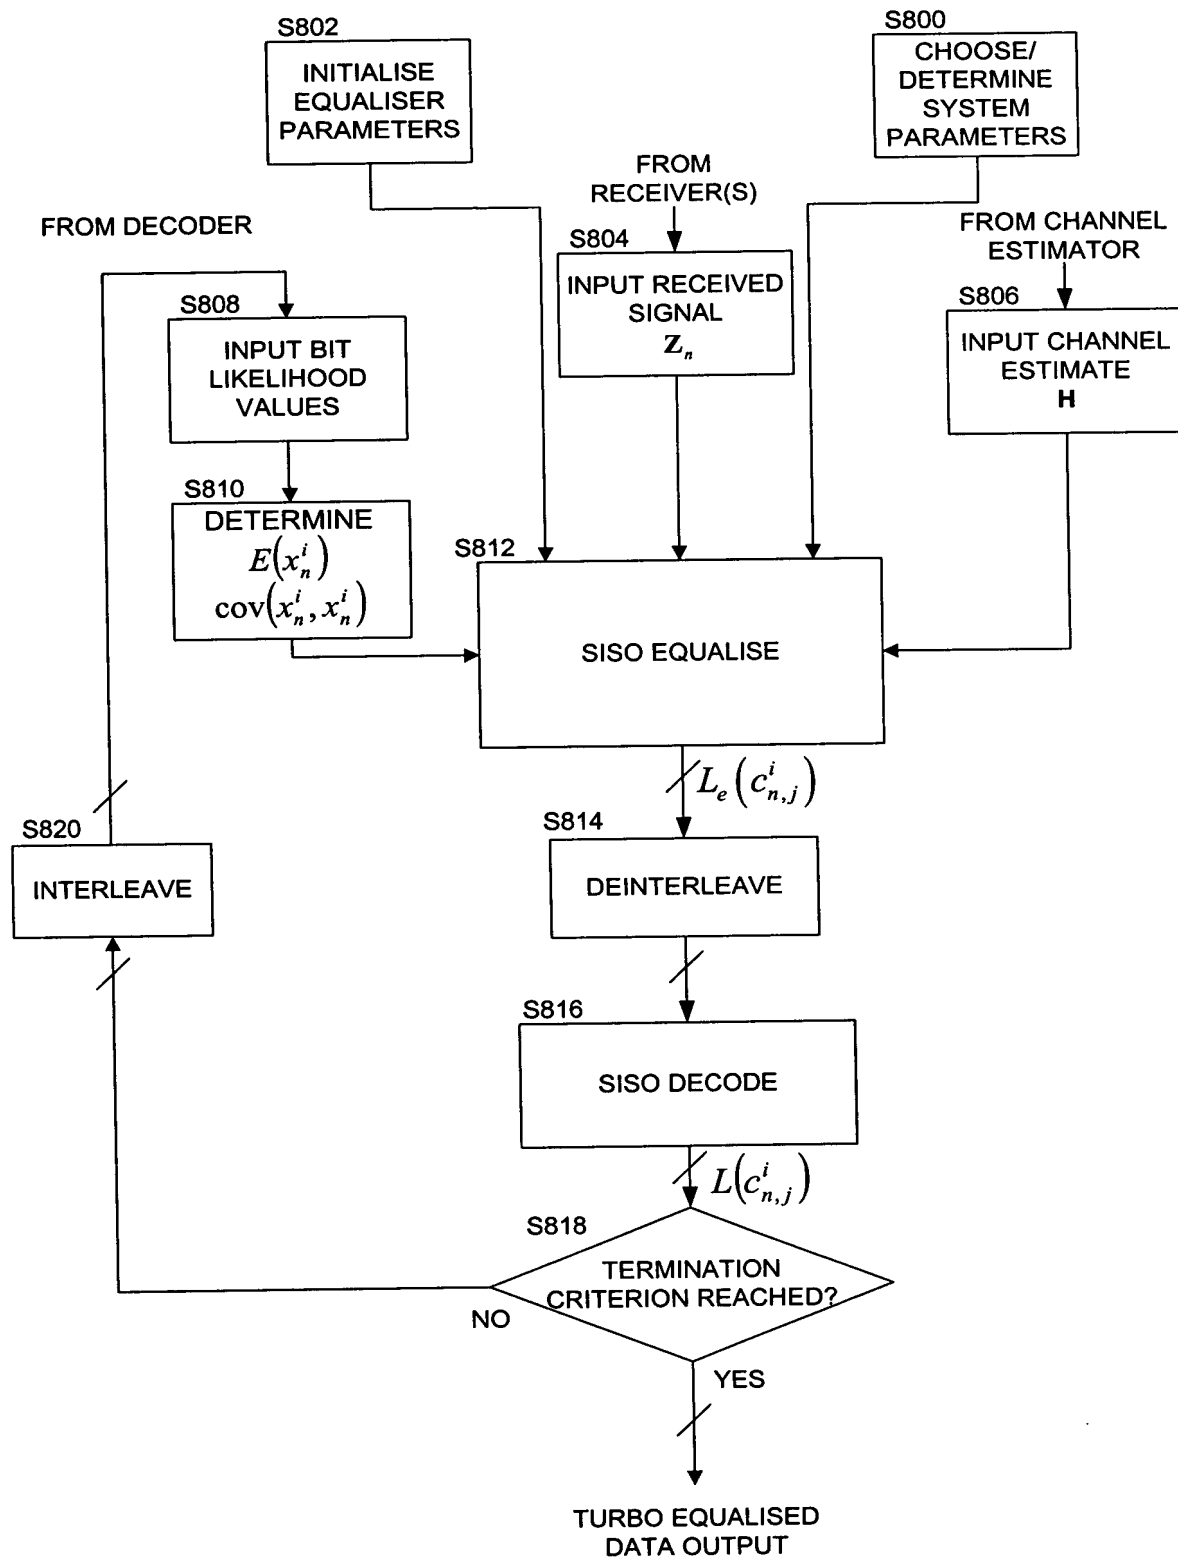 S802
INITIALISE
EQUALISER
PARAMETERS
S800
CHOOSE/
DETERMINE
SYSTEM
PARAMETERS
FROM
RECEIVER(S)
FROM DECODER
FROM CHANNEL
ESTIMATOR
S804
INPUT RECEIVED
SIGNAL
Z_n
S806
INPUT CHANNEL
ESTIMATE
H
S808
INPUT BIT
LIKELIHOOD
VALUES
S810
DETERMINE
E(x_n^i)
cov(x_n^i, x_n^i)
S812
SISO EQUALISE
L_e(c_{n,j}^i)
S814
DEINTERLEAVE
S820
INTERLEAVE
S816
SISO DECODE
L(c_{n,j}^i)
S818
TERMINATION
CRITERION REACHED?
NO
YES
TURBO EQUALISED
DATA OUTPUT